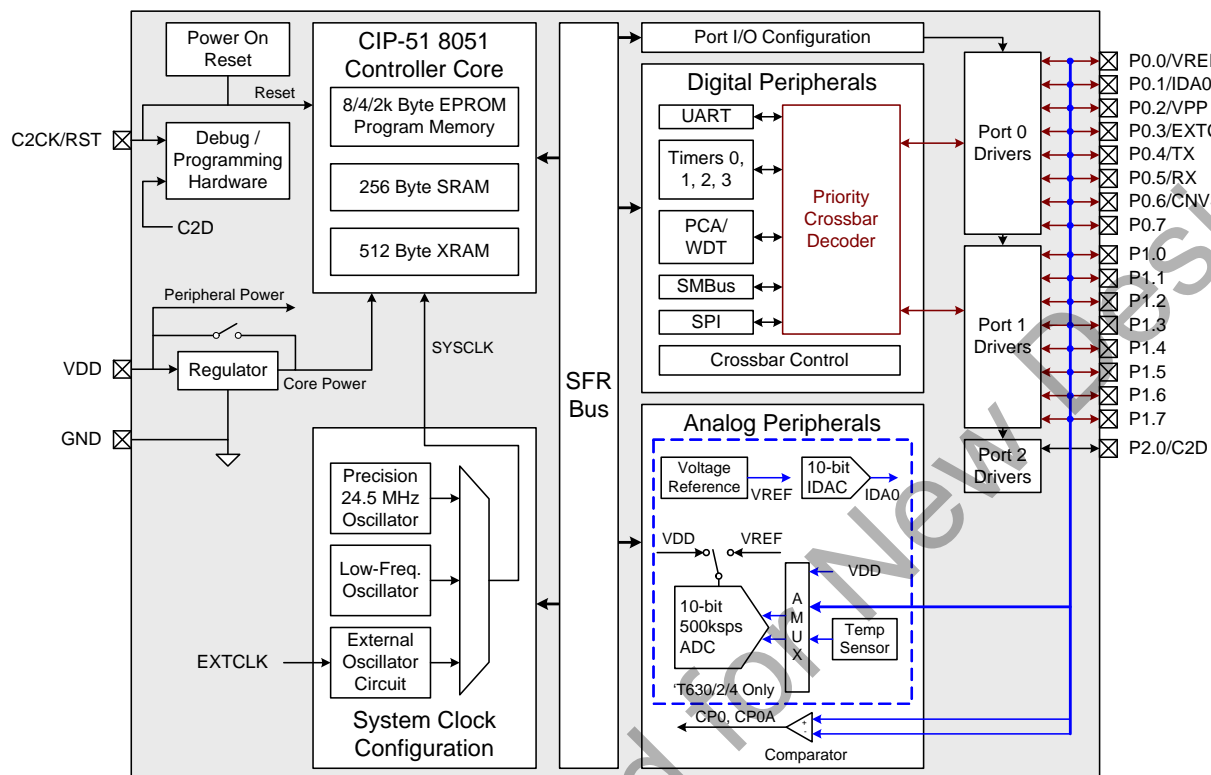 Power On
Reset
Reset
C2CK/RST
Debug /
Programming
Hardware
C2D
CIP-51 8051
Controller Core
8/4/2k Byte EPROM
Program Memory
256 Byte SRAM
512 Byte XRAM
Peripheral Power
VDD
Regulator
Core Power
GND
SYSCLK
Precision
24.5 MHz
Oscillator
Low-Freq.
Oscillator
EXTCLK
External
Oscillator
Circuit
System Clock
Configuration
SFR
Bus
Port I/O Configuration
Digital Peripherals
UART
Timers 0,
1, 2, 3
PCA/
WDT
SMBus
SPI
Priority
Crossbar
Decoder
Crossbar Control
Analog Peripherals
Voltage
Reference
VREF
10-bit
IDAC
IDA0
VDD
VREF
10-bit
500ksps
ADC
A
M
U
X
VDD
Temp
Sensor
'T630/2/4 Only
CP0, CP0A
+
-
Comparator
Port 0
Drivers
Port 1
Drivers
Port 2
Drivers
P0.0/VREF
P0.1/IDA0
P0.2/VPP
P0.3/EXTC
P0.4/TX
P0.5/RX
P0.6/CNV
P0.7
P1.0
P1.1
P1.2
P1.3
P1.4
P1.5
P1.6
P1.7
P2.0/C2D
for New